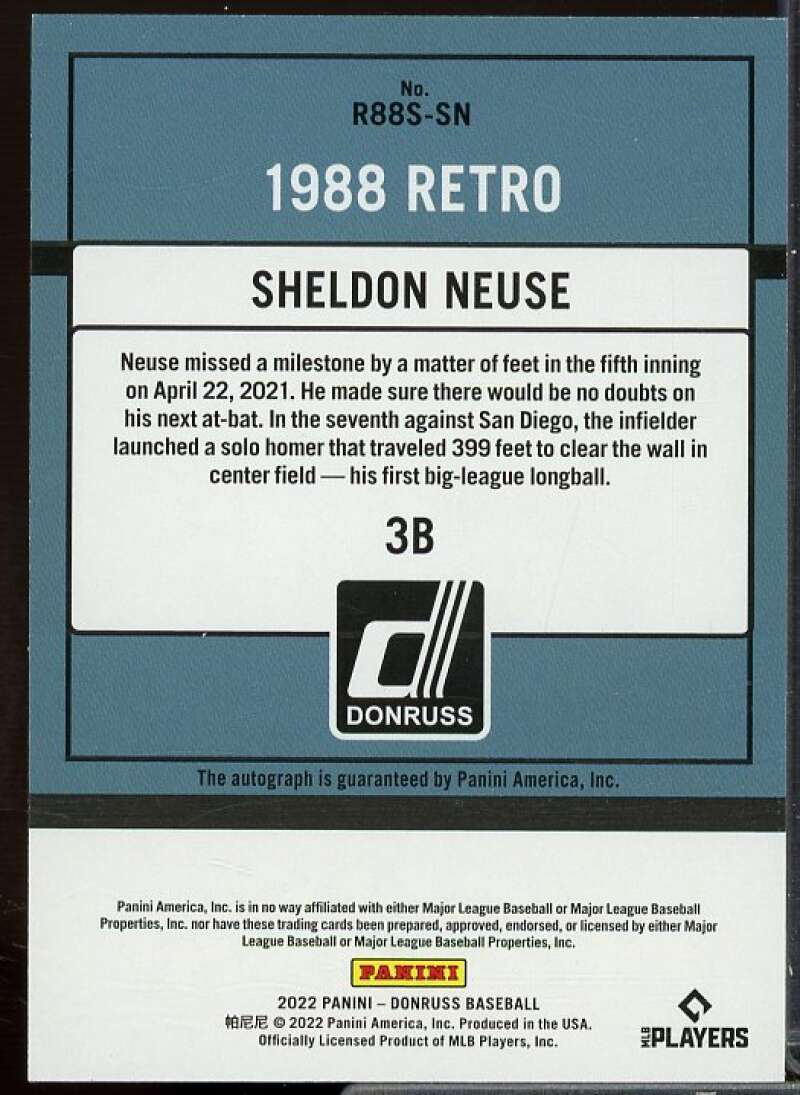 No.
R88S-SN
1988 RETRO
SHELDON NEUSE
Neuse missed a milestone by a matter of feet in the fifth inning
on April 22, 2021. He made sure there would be no doubts on
his next at-bat. In the seventh against San Diego, the infielder
launched a solo homer that traveled 399 feet to clear the wall in
center field — his first big-league longball.
3B
d
DONRUSS
The autograph is guaranteed by Panini America, Inc.
Panini America, Inc. is in no way affiliated with either Major League Baseball or Major League Baseball
Properties, Inc. nor have these trading cards been prepared, approved, endorsed, or licensed by either Major
League Baseball or Major League Baseball Properties, Inc.
PANINI
2022 PANINI – DONRUSS BASEBALL
帕尼尼 © 2022 Panini America, Inc. Produced in the USA.
Officially Licensed Product of MLB Players, Inc.
MLB PLAYERS